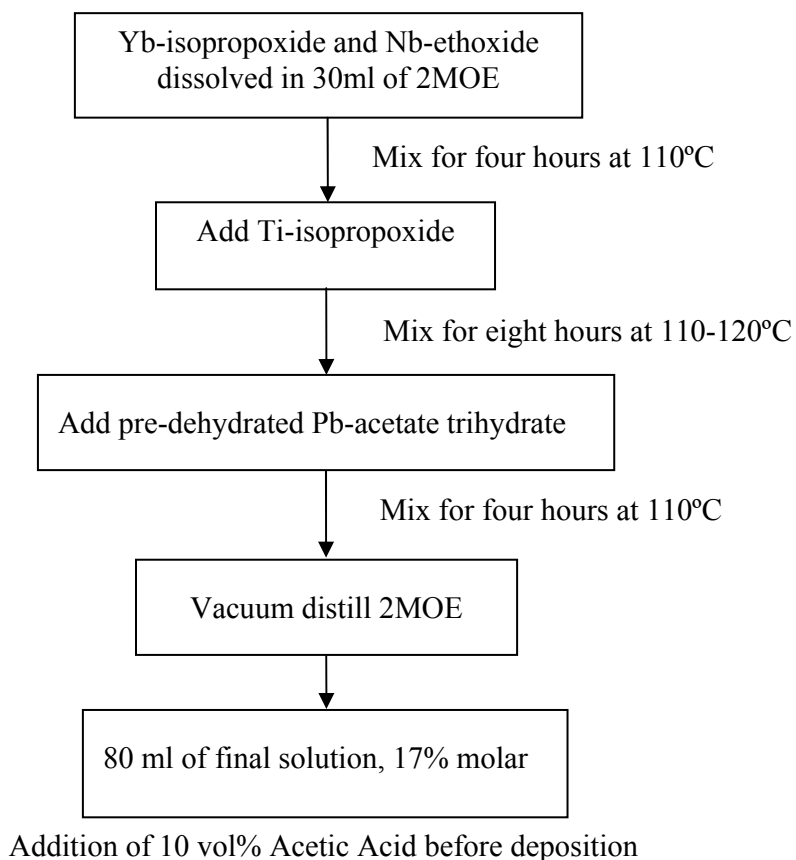 Yb-isopropoxide and Nb-ethoxide
dissolved in 30ml of 2MOE
Mix for four hours at 110ºC
Add Ti-isopropoxide
Mix for eight hours at 110-120ºC
Add pre-dehydrated Pb-acetate trihydrate
Mix for four hours at 110ºC
Vacuum distill 2MOE
80 ml of final solution, 17% molar
Addition of 10 vol% Acetic Acid before deposition